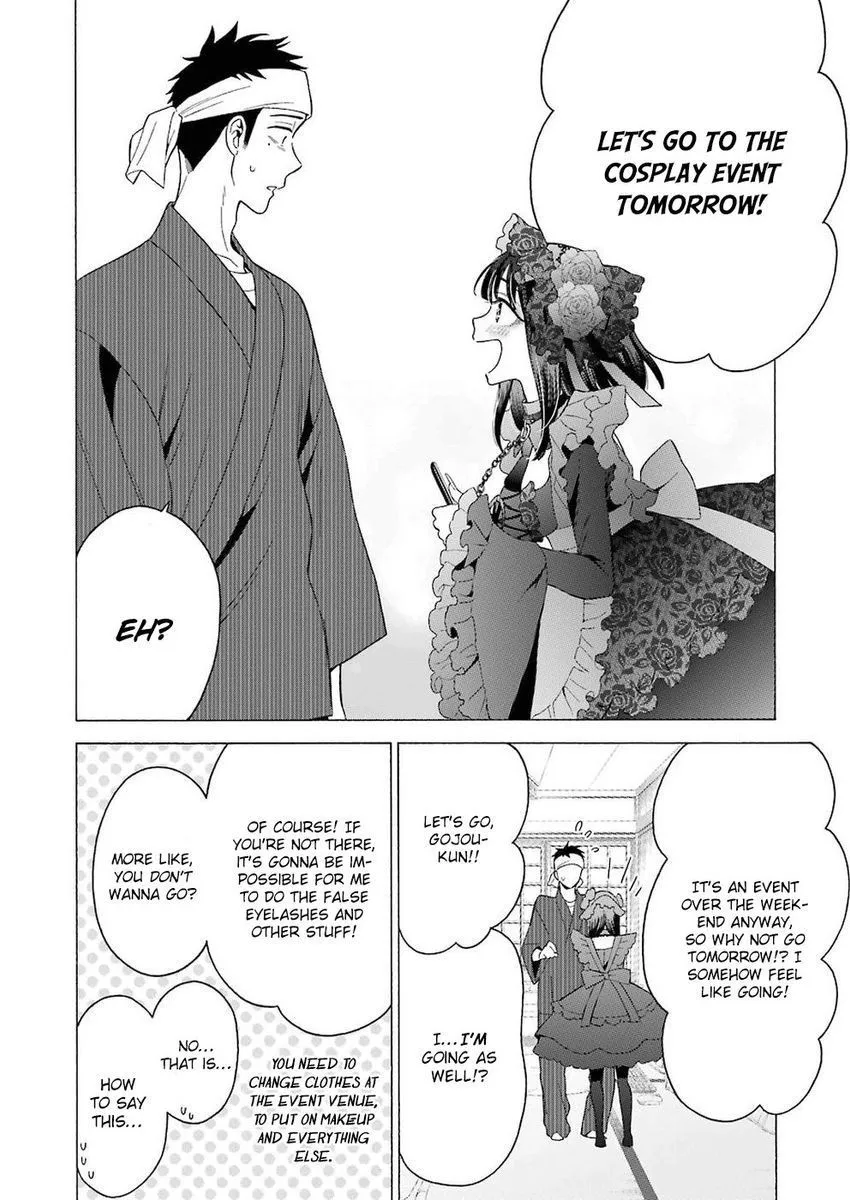 LET'S GO TO THE
COSPLAY EVENT
TOMORROW!
EH?
IT'S AN EVENT
OVER THE WEEK-
END ANYWAY,
SO WHY NOT GO
TOMORROW!? I
SOMEHOW FEEL
LIKE GOING!
LET'S GO,
GOJOU-
KUN!!
I...I'M
GOING AS
WELL!?
OF COURSE! IF
YOU'RE NOT THERE,
IT'S GONNA BE IM-
POSSIBLE FOR ME
TO DO THE FALSE
EYELASHES AND
OTHER STUFF!
YOU NEED TO
CHANGE CLOTHES AT
THE EVENT VENUE,
TO PUT ON MAKEUP
AND EVERYTHING
ELSE.
MORE LIKE,
YOU DON'T
WANNA GO?
NO...
THAT IS...
HOW
TO SAY
THIS...